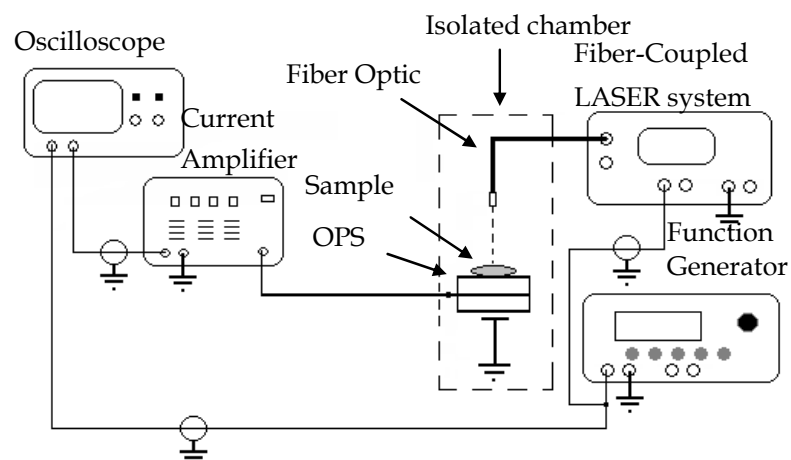 Isolated chamber
Oscilloscope
Fiber-Coupled
LASER system
Fiber Optic
Current
Amplifier
Sample
OPS
Function
Generator